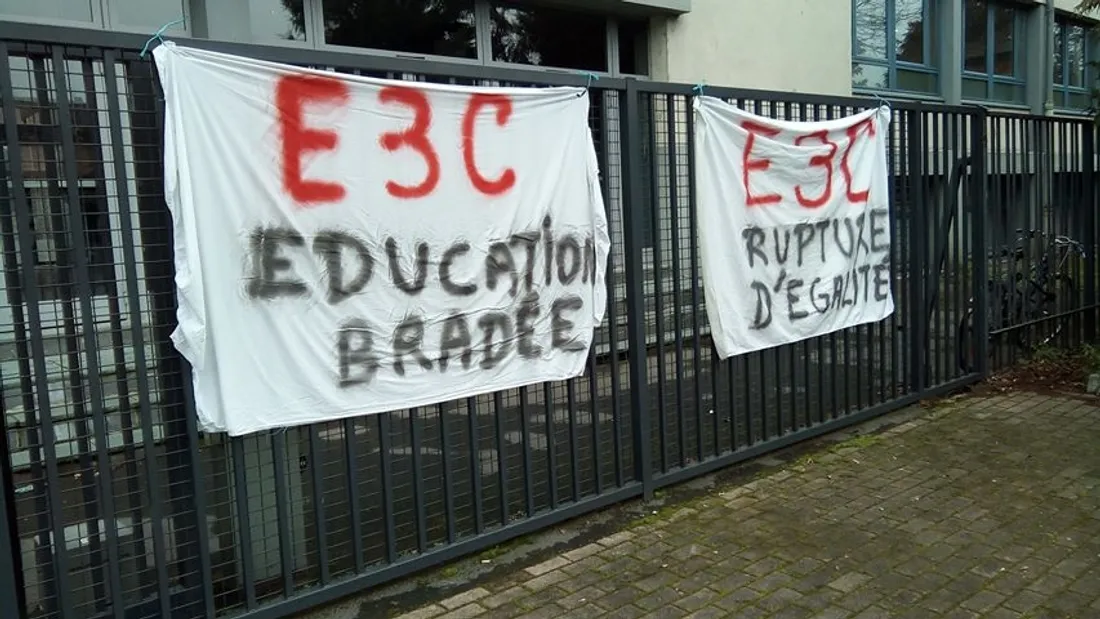 E3C
EDUCATION
BRADÉE
E3C
RUPTURE
D'EGALITÉ